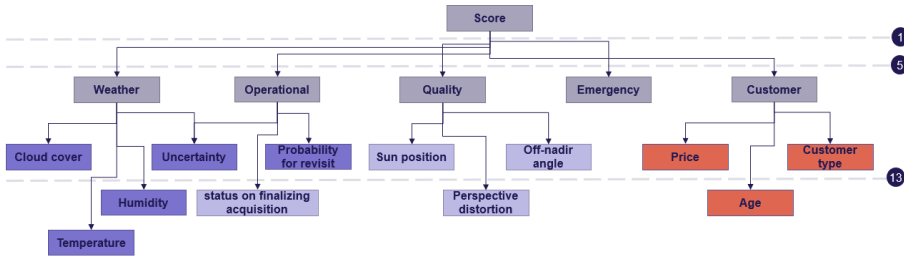 Score
1
5
Weather
Operational
Quality
Emergency
Customer
Cloud cover
Uncertainty
Probability
for revisit
Sun position
Off-nadir
angle
Price
Customer
type
13
Humidity
status on finalizing
acquisition
Perspective
distortion
Age
Temperature